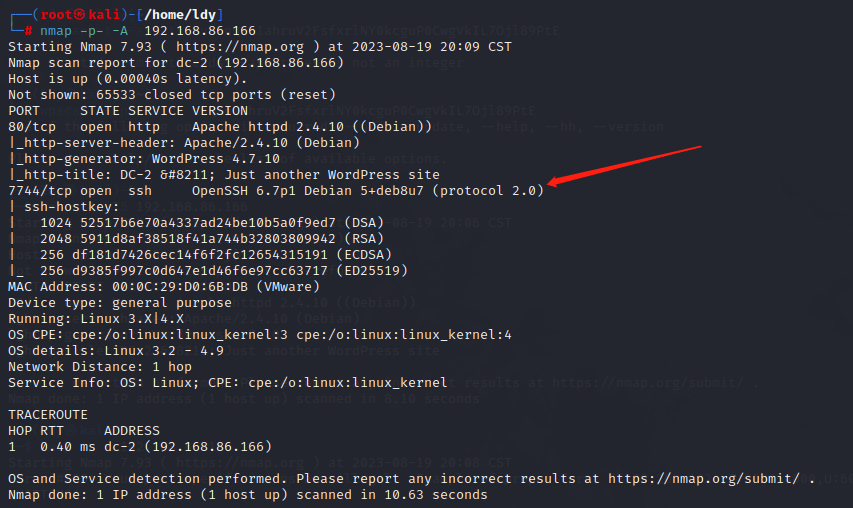 ┌──(root㉿kali)-[/home/ldy]
└─# nmap -p- -A  192.168.86.166
Starting Nmap 7.93 ( https://nmap.org ) at 2023-08-19 20:09 CST
Nmap scan report for dc-2 (192.168.86.166)
Host is up (0.00040s latency).
Not shown: 65533 closed tcp ports (reset)
PORT     STATE SERVICE VERSION
80/tcp   open  http    Apache httpd 2.4.10 ((Debian))
|_http-server-header: Apache/2.4.10 (Debian)
|_http-generator: WordPress 4.7.10
|_http-title: DC-2 &#8211; Just another WordPress site
7744/tcp open  ssh     OpenSSH 6.7p1 Debian 5+deb8u7 (protocol 2.0)
| ssh-hostkey:
|   1024 52517b6e70a4337ad24be10b5a0f9ed7 (DSA)
|   2048 5911d8af38518f41a744b32803809942 (RSA)
|   256 df181d7426cec14f6f2fc12654315191 (ECDSA)
|_  256 d9385f997c0d647e1d46f6e97cc63717 (ED25519)
MAC Address: 00:0C:29:D0:6B:DB (VMware)
Device type: general purpose
Running: Linux 3.X|4.X
OS CPE: cpe:/o:linux:linux_kernel:3 cpe:/o:linux:linux_kernel:4
OS details: Linux 3.2 - 4.9
Network Distance: 1 hop
Service Info: OS: Linux; CPE: cpe:/o:linux:linux_kernel
TRACEROUTE
HOP RTT     ADDRESS
1   0.40 ms dc-2 (192.168.86.166)
OS and Service detection performed. Please report any incorrect results at https://nmap.org/submit/ .
Nmap done: 1 IP address (1 host up) scanned in 10.63 seconds